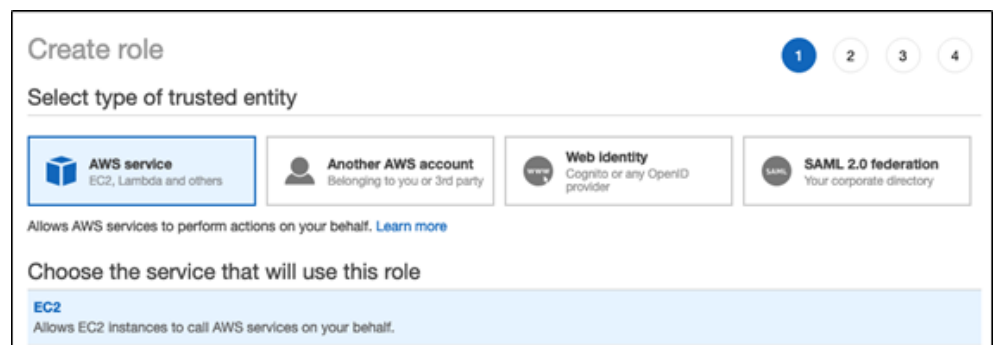 Create role
1 2 3 4
Select type of trusted entity
AWS service
EC2, Lambda and others
Another AWS account
Belonging to you or 3rd party
www
Web identity
Cognito or any OpenID
provider
SAML
SAML 2.0 federation
Your corporate directory
Allows AWS services to perform actions on your behalf. Learn more
Choose the service that will use this role
EC2
Allows EC2 instances to call AWS services on your behalf.